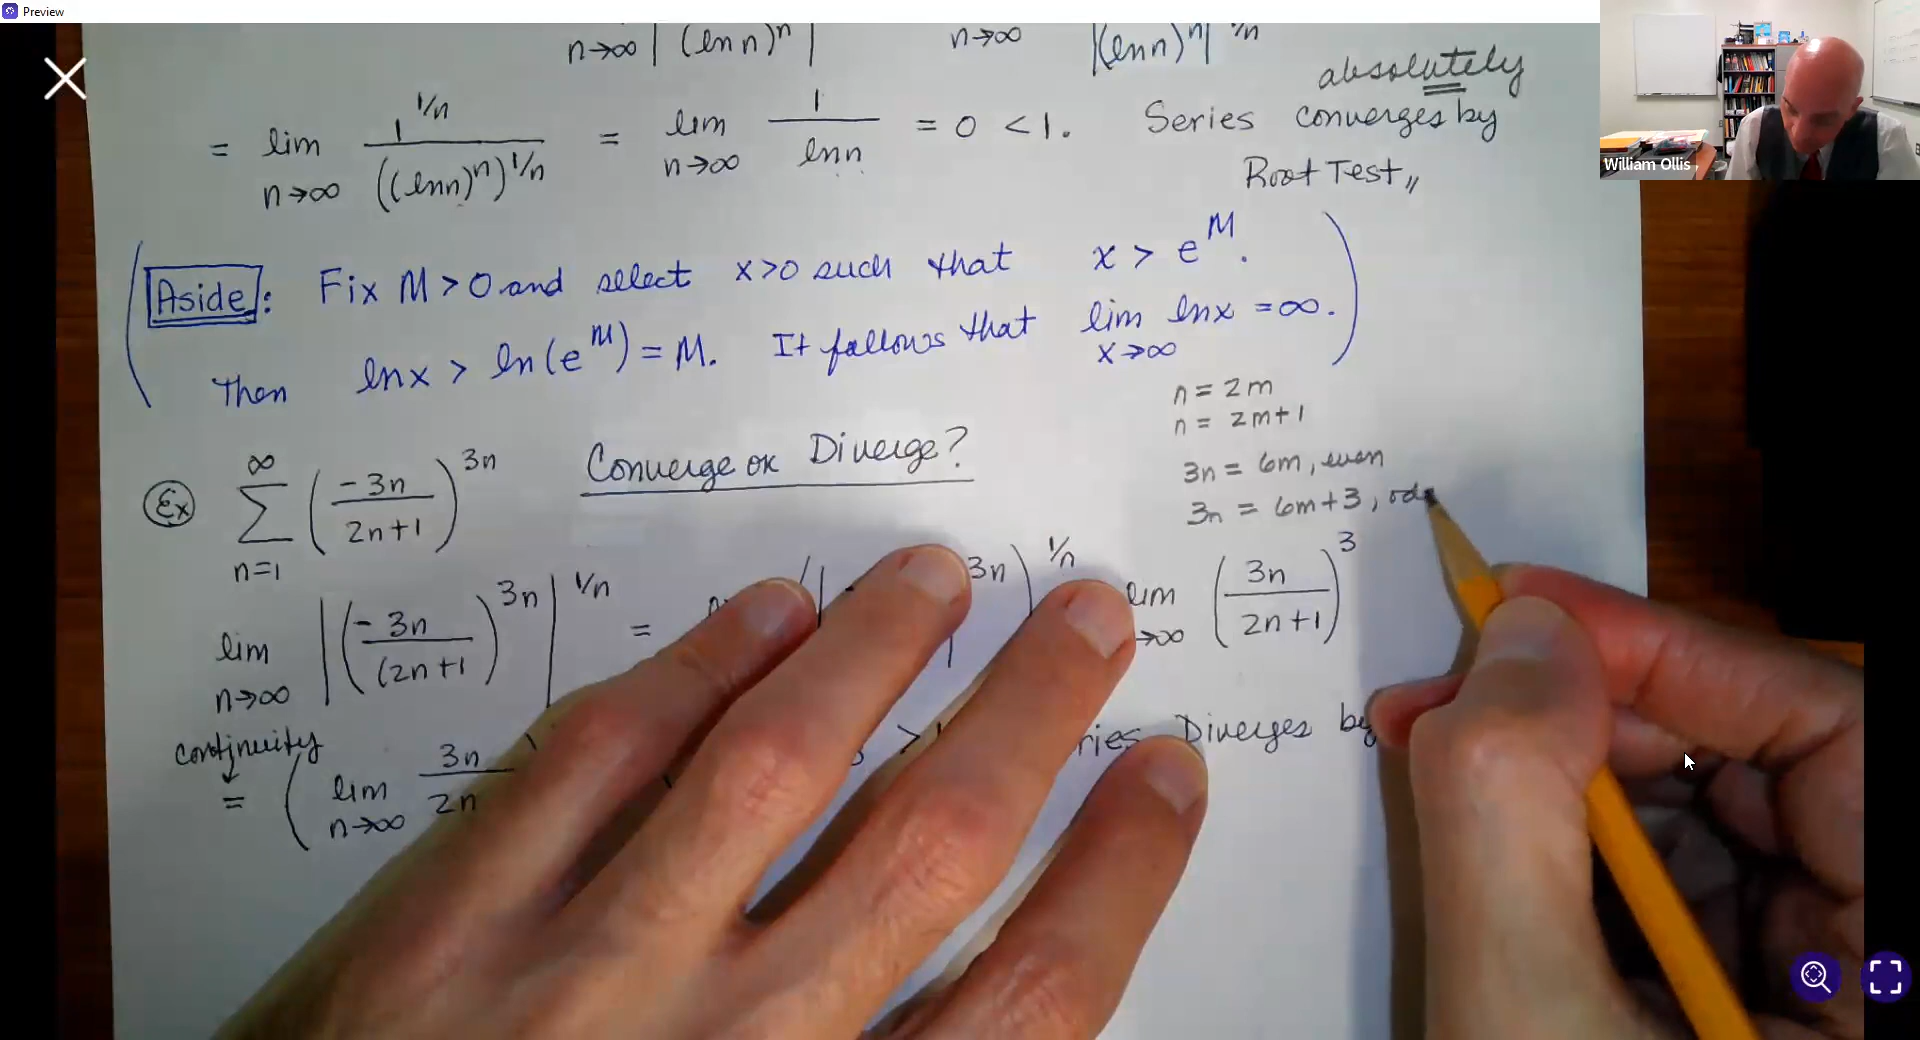 Preview
n→∞ | (ln n)^n | n→∞ |(ln n)^n|^1/n
absolutely
= lim n→∞ 1^1/n / ((ln n)^n)^1/n = lim n→∞ 1 / ln n = 0 < 1. Series converges by
Root Test,,
William Ollis
(Aside: Fix M > 0 and select x > 0 such that x > e^M.
Then ln x > ln(e^M) = M. It follows that lim x→∞ ln x = ∞.)
n = 2m
n = 2m+1
3n = 6m, even
3n = 6m+3, odd
Ex ∞ Σ n=1 (-3n / 2n+1)^3n Converge or Diverge?
lim n→∞ |(-3n / (2n+1)^3n|^1/n = 3n) 1/n lim →∞ (3n / 2n+1)^3
continuity
= (lim n→∞ 3n / 2n > Diverges by